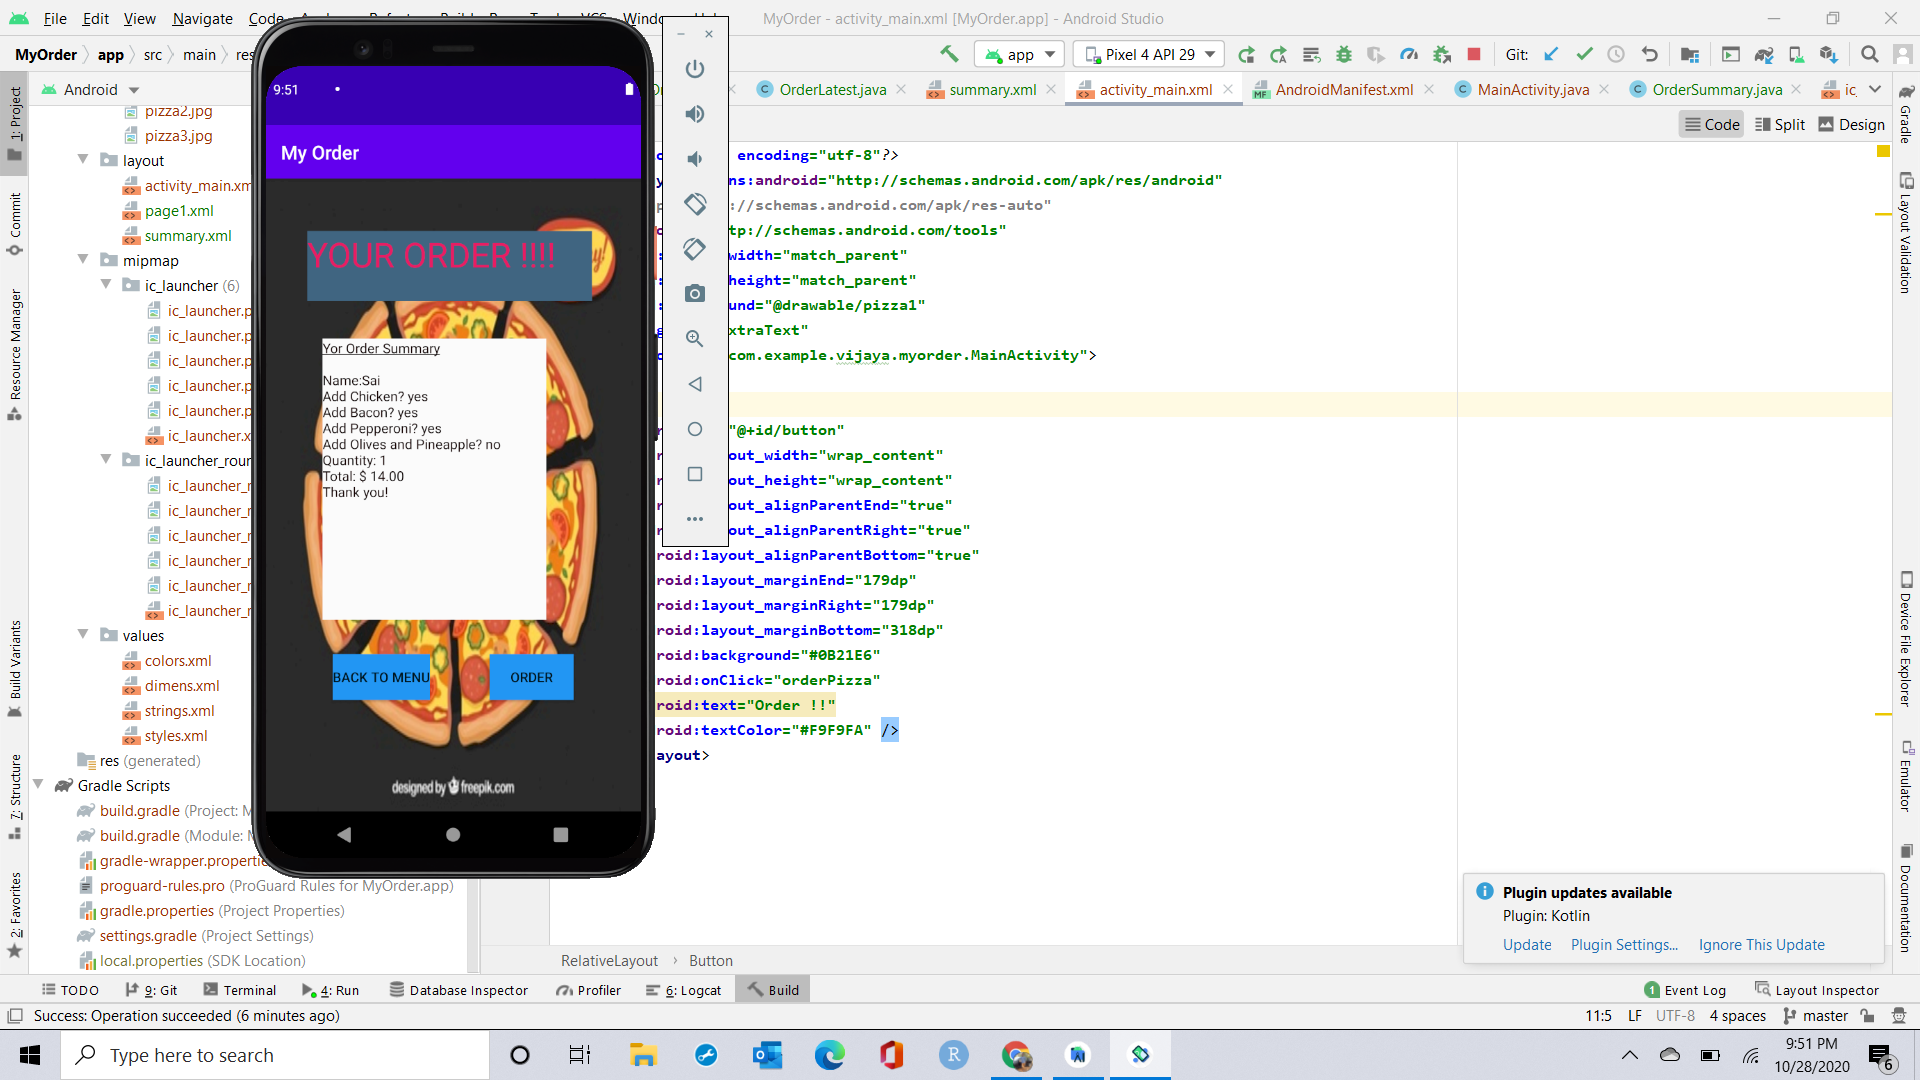 File Edit View Navigate Code
MyOrder - activity_main.xml [MyOrder.app] - Android Studio
MyOrder app src main
app
Pixel 4 API 29
Git:
Android
OrderLatest.java
summary.xml
activity_main.xml
AndroidManifest.xml
MainActivity.java
OrderSummary.java
Code
Split
Design
1: Project
Commit
Resource Manager
Build Variants
7: Structure
2: Favorites
pizza2.jpg
pizza3.jpg
layout
activity_main.xm
page1.xml
summary.xml
mipmap
ic_launcher (6)
ic_launcher.p
ic_launcher.p
ic_launcher.p
ic_launcher.p
ic_launcher.p
ic_launcher.x
ic_launcher_rour
ic_launcher_r
ic_launcher_r
ic_launcher_r
ic_launcher_r
ic_launcher_r
ic_launcher_r
values
colors.xml
dimens.xml
strings.xml
styles.xml
res (generated)
Gradle Scripts
build.gradle (Project: M
build.gradle (Module: M
gradle-wrapper.propertie
proguard-rules.pro (ProGuard Rules for MyOrder.app)
gradle.properties (Project Properties)
settings.gradle (Project Settings)
local.properties (SDK Location)
9:51
My Order
YOUR ORDER !!!!
Yor Order Summary
Name:Sai
Add Chicken? yes
Add Bacon? yes
Add Pepperoni? yes
Add Olives and Pineapple? no
Quantity: 1
Total: $ 14.00
Thank you!
BACK TO MENU
ORDER
designed by freepik.com
encoding="utf-8"?>
ns:android="http://schemas.android.com/apk/res/android"
://schemas.android.com/apk/res-auto"
tp://schemas.android.com/tools"
width="match_parent"
height="match_parent"
und="@drawable/pizza1"
xtraText"
com.example.vijaya.myorder.MainActivity">
"@+id/button"
out_width="wrap_content"
out_height="wrap_content"
out_alignParentEnd="true"
out_alignParentRight="true"
roid:layout_alignParentBottom="true"
roid:layout_marginEnd="179dp"
roid:layout_marginRight="179dp"
roid:layout_marginBottom="318dp"
roid:background="#0B21E6"
roid:onClick="orderPizza"
roid:text="Order !!"
roid:textColor="#F9F9FA" />
ayout>
Gradle
Layout Validation
Device File Explorer
Emulator
Documentation
Plugin updates available
Plugin: Kotlin
Update Plugin Settings... Ignore This Update
RelativeLayout › Button
TODO
9: Git
Terminal
4: Run
Database Inspector
Profiler
6: Logcat
Build
1 Event Log
Layout Inspector
Success: Operation succeeded (6 minutes ago)
11:5 LF UTF-8 4 spaces master
Type here to search
9:51 PM
10/28/2020
6